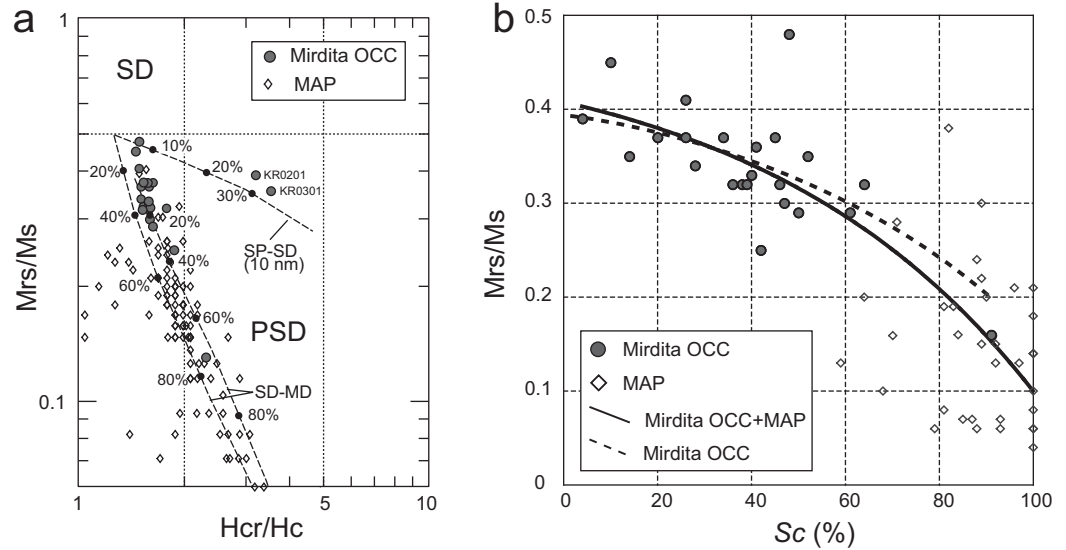 a
1
SD
Mirdita OCC
MAP
10%
20%
20%
KR0201
30%
KR0301
40%
20%
SP-SD
(10 nm)
40%
60%
Mrs/Ms
60%
PSD
80%
SD-MD
0.1
80%
1
5
10
Hcr/Hc
b
0.5
0.4
0.3
Mrs/Ms
0.2
0.1
0
Mirdita OCC
MAP
Mirdita OCC+MAP
Mirdita OCC
0
20
40
60
80
100
Sc (%)